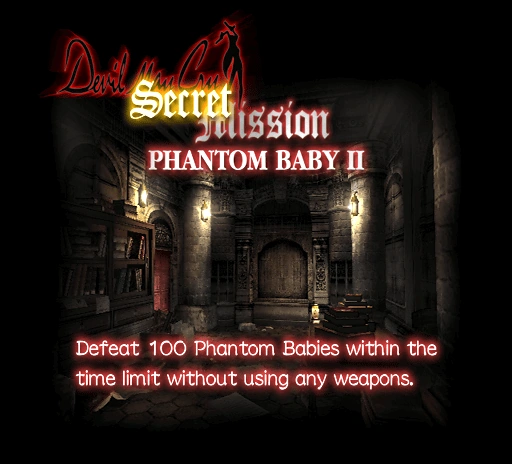 Devil May Cry
Secret
Mission
PHANTOM BABY II
Defeat 100 Phantom Babies within the
time limit without using any weapons.